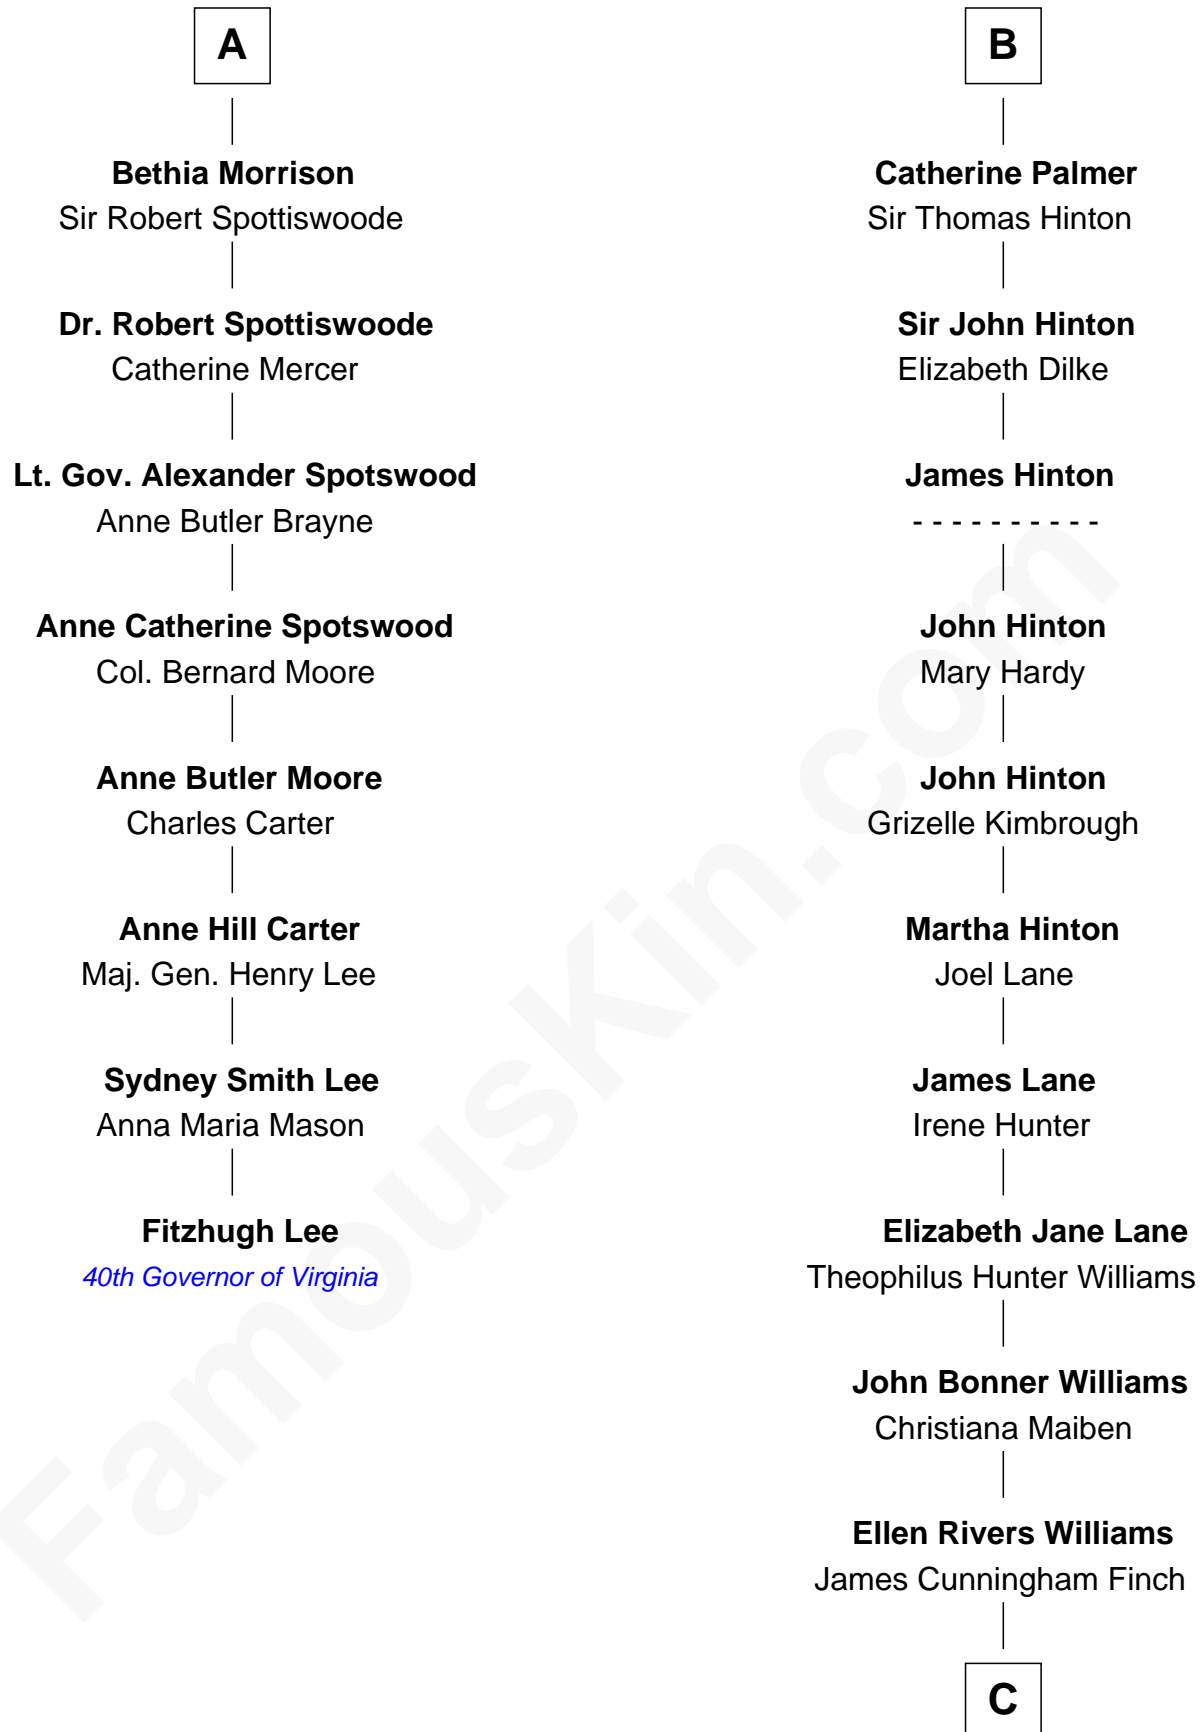 A
Bethia Morrison
Sir Robert Spottiswoode
Dr. Robert Spottiswoode
Catherine Mercer
Lt. Gov. Alexander Spotswood
Anne Butler Brayne
Anne Catherine Spotswood
Col. Bernard Moore
Anne Butler Moore
Charles Carter
Anne Hill Carter
Maj. Gen. Henry Lee
Sydney Smith Lee
Anna Maria Mason
Fitzhugh Lee
40th Governor of Virginia
B
Catherine Palmer
Sir Thomas Hinton
Sir John Hinton
Elizabeth Dilke
James Hinton
- - - - - - - - - -
John Hinton
Mary Hardy
John Hinton
Grizelle Kimbrough
Martha Hinton
Joel Lane
James Lane
Irene Hunter
Elizabeth Jane Lane
Theophilus Hunter Williams
John Bonner Williams
Christiana Maiben
Ellen Rivers Williams
James Cunningham Finch
C
FamousKin.com